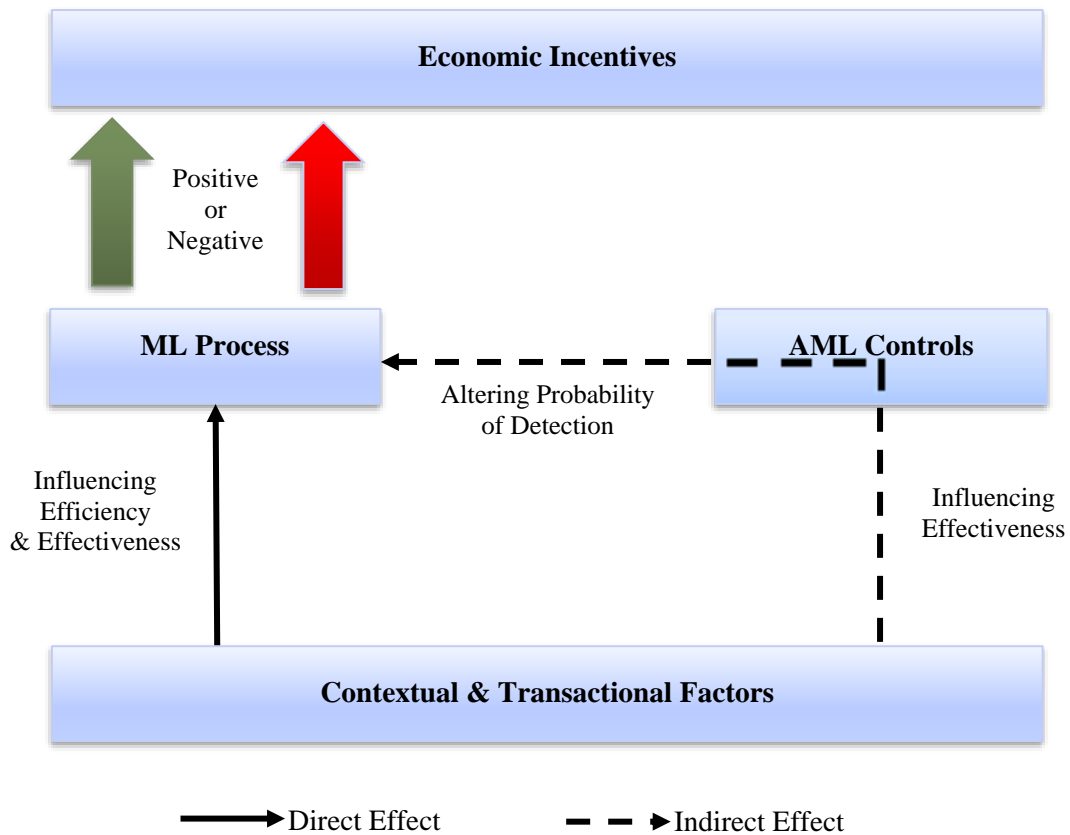 Economic Incentives
Positive
or
Negative
ML Process
AML Controls
Altering Probability
of Detection
Influencing
Efficiency
& Effectiveness
Influencing
Effectiveness
Contextual & Transactional Factors
Direct Effect
Indirect Effect